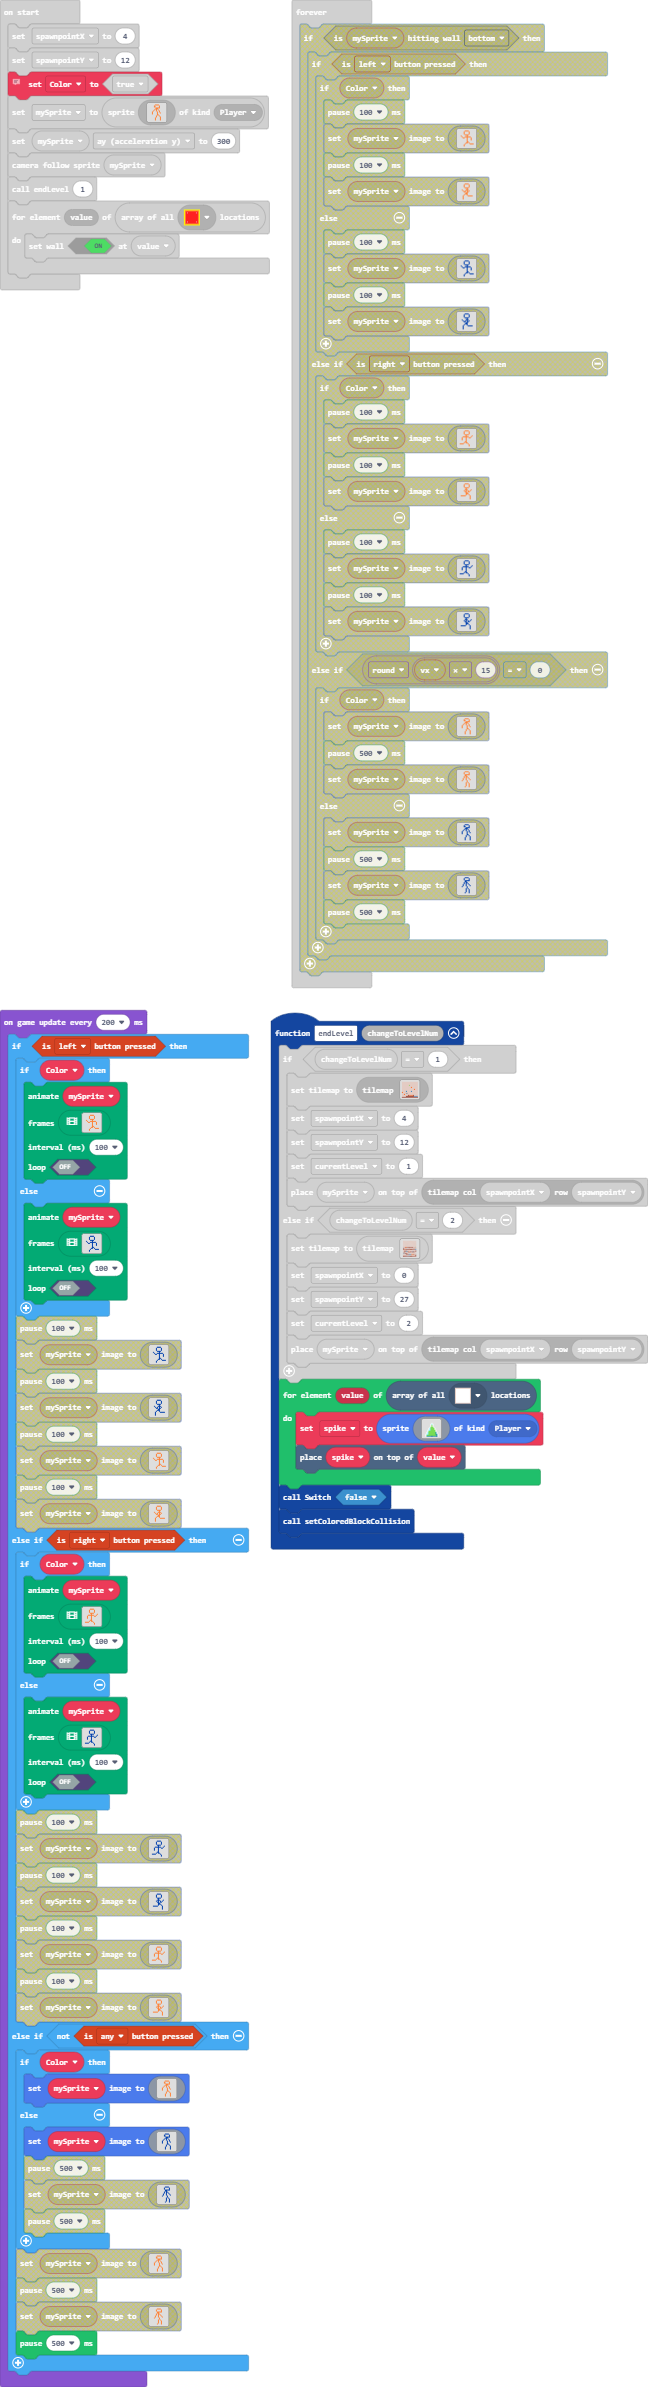 on start
set spawnpointX to 4
set spawnpointY to 12
set Color to true
set mySprite to sprite of kind Player
set mySprite ay (acceleration y) to 300
camera follow sprite mySprite
call endLevel 1
for element value of array of all locations
do
set wall ON at value
forever
if is mySprite hitting wall bottom then
if is left button pressed then
if Color then
pause 100 ms
set mySprite image to
pause 100 ms
set mySprite image to
else
pause 100 ms
set mySprite image to
pause 100 ms
set mySprite image to
else if is right button pressed then
if Color then
pause 100 ms
set mySprite image to
pause 100 ms
set mySprite image to
else
pause 100 ms
set mySprite image to
pause 100 ms
set mySprite image to
else if round vx × 15 = 0 then
if Color then
set mySprite image to
pause 500 ms
set mySprite image to
else
set mySprite image to
pause 500 ms
set mySprite image to
pause 500 ms
on game update every 200 ms
if is left button pressed then
if Color then
animate mySprite
frames
interval (ms) 100
loop OFF
else
animate mySprite
frames
interval (ms) 100
loop OFF
pause 100 ms
set mySprite image to
pause 100 ms
set mySprite image to
pause 100 ms
set mySprite image to
pause 100 ms
set mySprite image to
else if is right button pressed then
if Color then
animate mySprite
frames
interval (ms) 100
loop OFF
else
animate mySprite
frames
interval (ms) 100
loop OFF
pause 100 ms
set mySprite image to
pause 100 ms
set mySprite image to
pause 100 ms
set mySprite image to
pause 100 ms
set mySprite image to
else if not is any button pressed then
if Color then
set mySprite image to
else
set mySprite image to
pause 500 ms
set mySprite image to
pause 500 ms
set mySprite image to
pause 500 ms
set mySprite image to
pause 500 ms
function endLevel changeToLevelNum
if changeToLevelNum = 1 then
set tilemap to tilemap
set spawnpointX to 4
set spawnpointY to 12
set currentLevel to 1
place mySprite on top of tilemap col spawnpointX row spawnpointY
else if changeToLevelNum = 2 then
set tilemap to tilemap
set spawnpointX to 0
set spawnpointY to 27
set currentLevel to 2
place mySprite on top of tilemap col spawnpointX row spawnpointY
for element value of array of all locations
do
set spike to sprite of kind Player
place spike on top of value
call Switch false
call setColoredBlockCollision